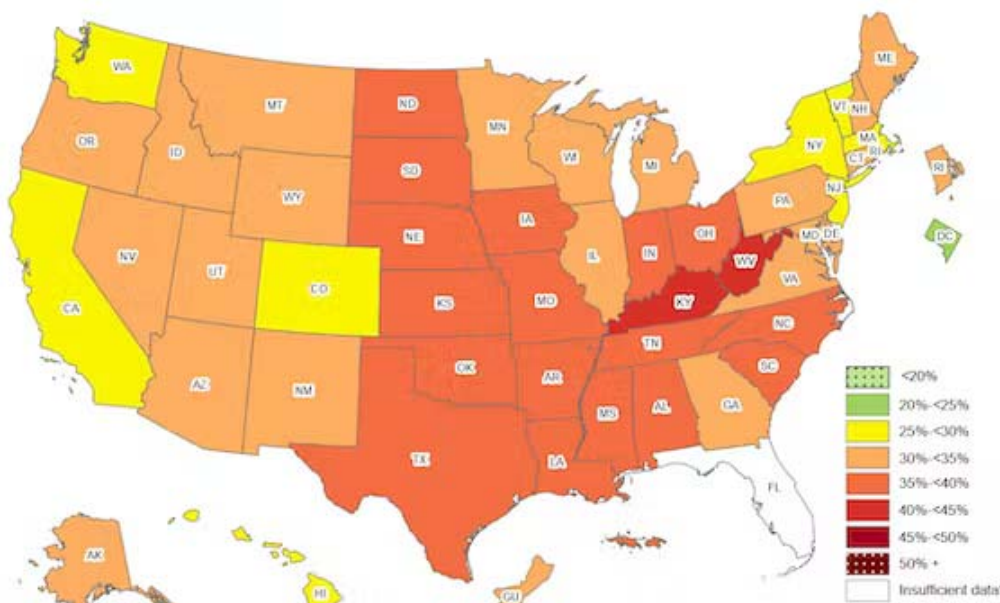 WA
MT
ND
MN
ME
VT
NH
OR
ID
SD
WI
MI
NY
MA
CT
RI
RI
WY
IA
PA
NJ
NE
OH
MD
DE
DC
NV
UT
CO
IL
IN
WV
VA
CA
KS
MO
KY
AZ
NM
OK
AR
TN
NC
SC
MS
AL
GA
TX
LA
FL
AK
HI
GU
<20%
20%-<25%
25%-<30%
30%-<35%
35%-<40%
40%-<45%
45%-<50%
50% +
Insufficient data